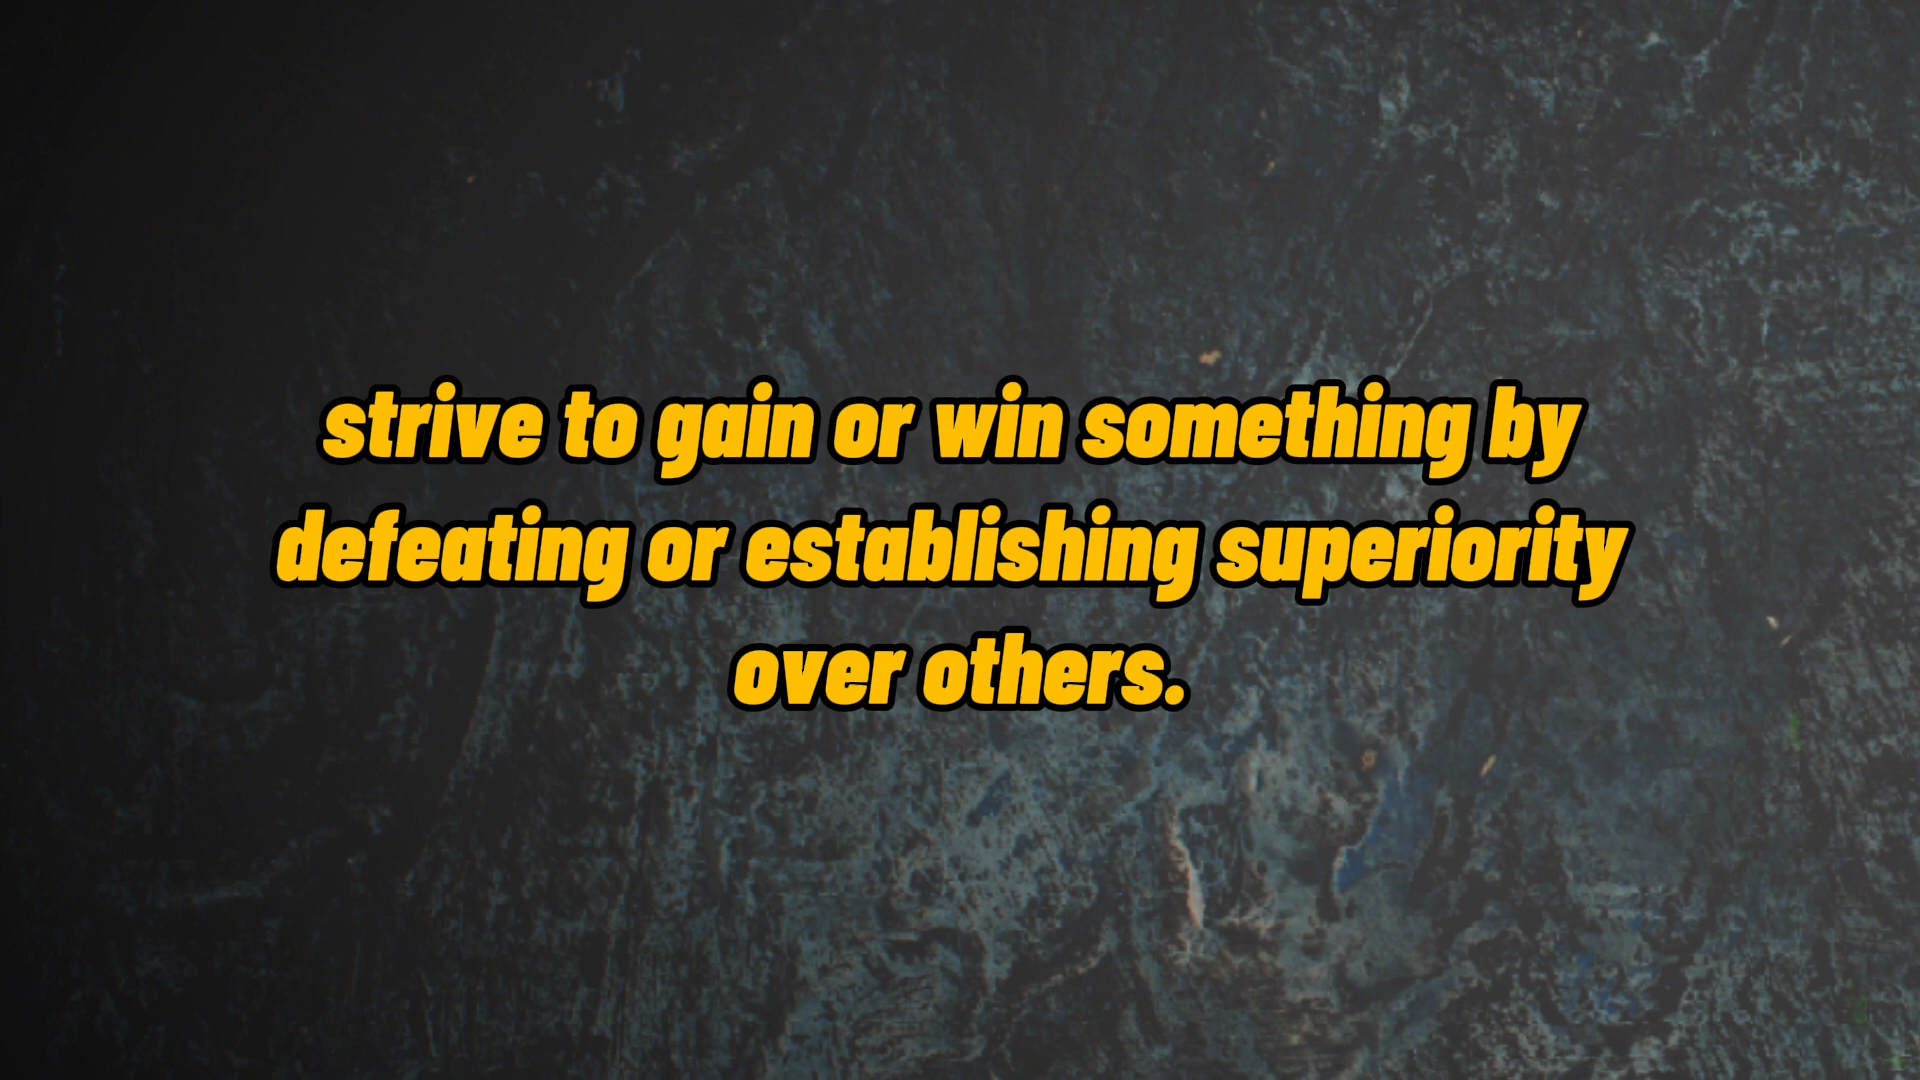 strive to gain or win something by
defeating or establishing superiority
over others.